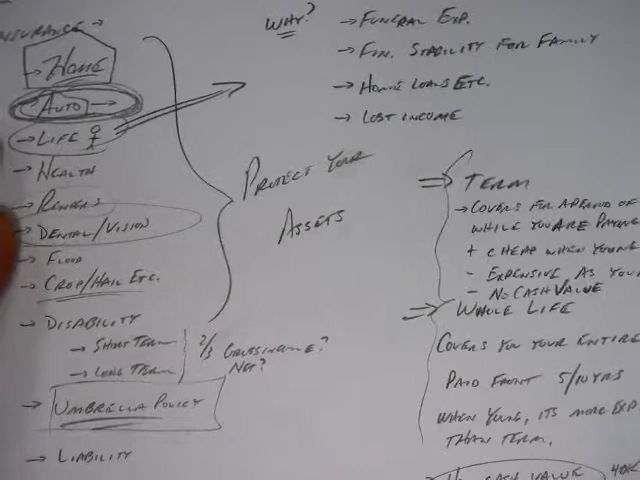 INSURANCE →
→ HOME
AUTO →
→ LIFE
→ HEALTH
→ RENTERS
→ DENTAL/VISION
→ FLOOD
→ CROP/HAIL ETC.
→ DISABILITY
→ SHORT TERM
→ LONG TERM
2/3 GROSS INCOME?
NET?
→ UMBRELLA POLICY
→ LIABILITY
PROTECT YOUR
ASSETS
WHY?
→ FUNERAL EXP.
→ FIN. STABILITY FOR FAMILY
→ HOME LOANS ETC.
→ LOST INCOME
⇒ TERM
→ COVERS FOR A PERIOD OF
WHILE YOU ARE PAYING
+ CHEAP WHEN YOUNG
- EXPENSIVE AS YOU
- NO CASH VALUE
⇒ WHOLE LIFE
COVERS YOU YOUR ENTIRE
PAID FRONT 5/10 YRS
WHEN YOUNG, ITS MORE EXP
THAN TERM.
CASH VALUE